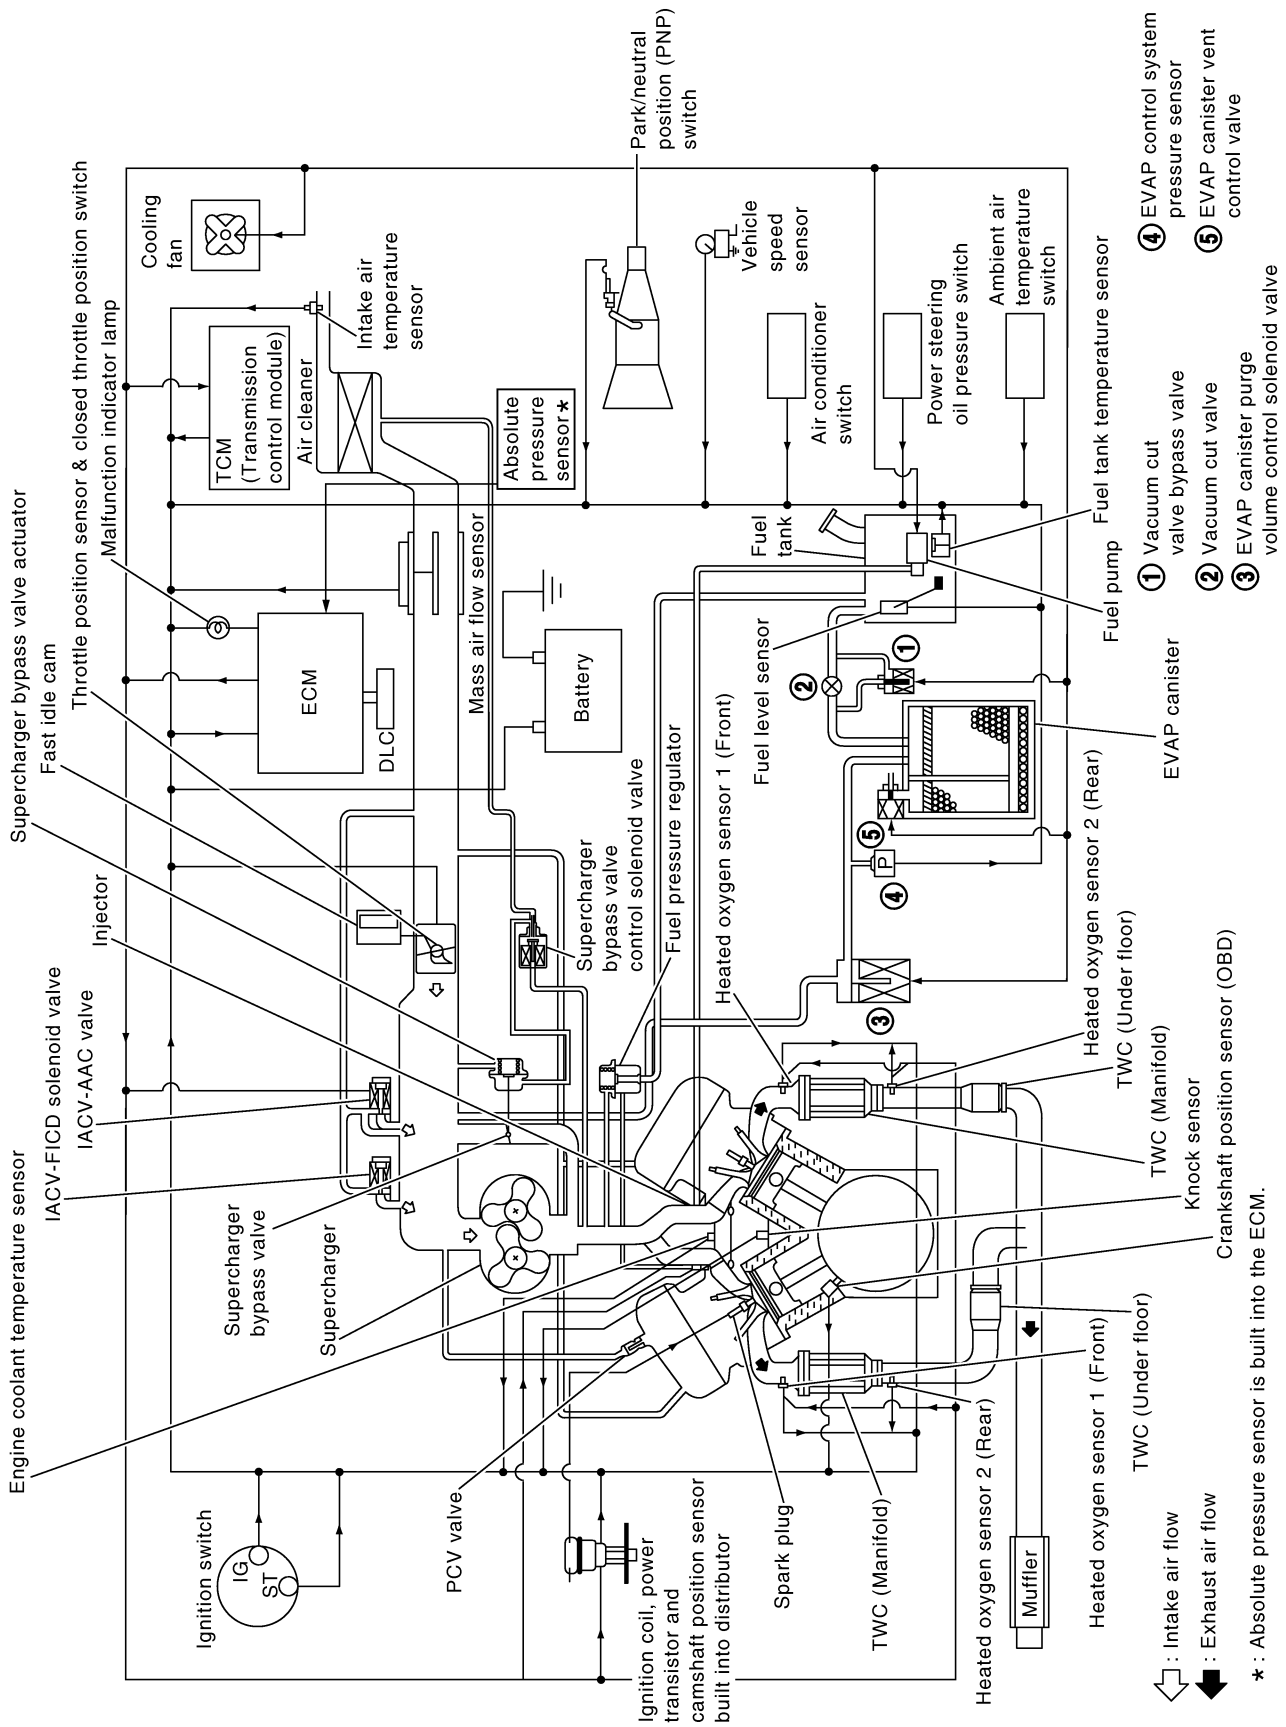 Engine coolant temperature sensor
IACV-FICD solenoid valve
IACV-AAC valve
Injector
Supercharger bypass valve actuator
Fast idle cam
Throttle position sensor & closed throttle position switch
Malfunction indicator lamp
Cooling
fan
TCM
(Transmission
control module)
Air cleaner
Intake air
temperature
sensor
Absolute
pressure
sensor*
ECM
DLC
Mass air flow sensor
Battery
Ignition switch
IG
ST
Supercharger
bypass valve
Supercharger
PCV valve
Supercharger
bypass valve
control solenoid valve
Fuel pressure regulator
Heated oxygen sensor 1 (Front)
Fuel level sensor
Fuel
tank
Park/neutral
position (PNP)
switch
Vehicle
speed
sensor
Air conditioner
switch
Power steering
oil pressure switch
Ambient air
temperature
switch
Fuel tank temperature sensor
Fuel pump
1
2
3
4
5
P
EVAP canister
Heated oxygen sensor 2 (Rear)
TWC (Under floor)
TWC (Manifold)
Knock sensor
Crankshaft position sensor (OBD)
Ignition coil, power
transistor and
camshaft position sensor
built into distributor
Spark plug
TWC (Manifold)
Heated oxygen sensor 2 (Rear)
Heated oxygen sensor 1 (Front)
TWC (Under floor)
Muffler
1 Vacuum cut
valve bypass valve
2 Vacuum cut valve
3 EVAP canister purge
volume control solenoid valve
4 EVAP control system
pressure sensor
5 EVAP canister vent
control valve
: Intake air flow
: Exhaust air flow
* : Absolute pressure sensor is built into the ECM.